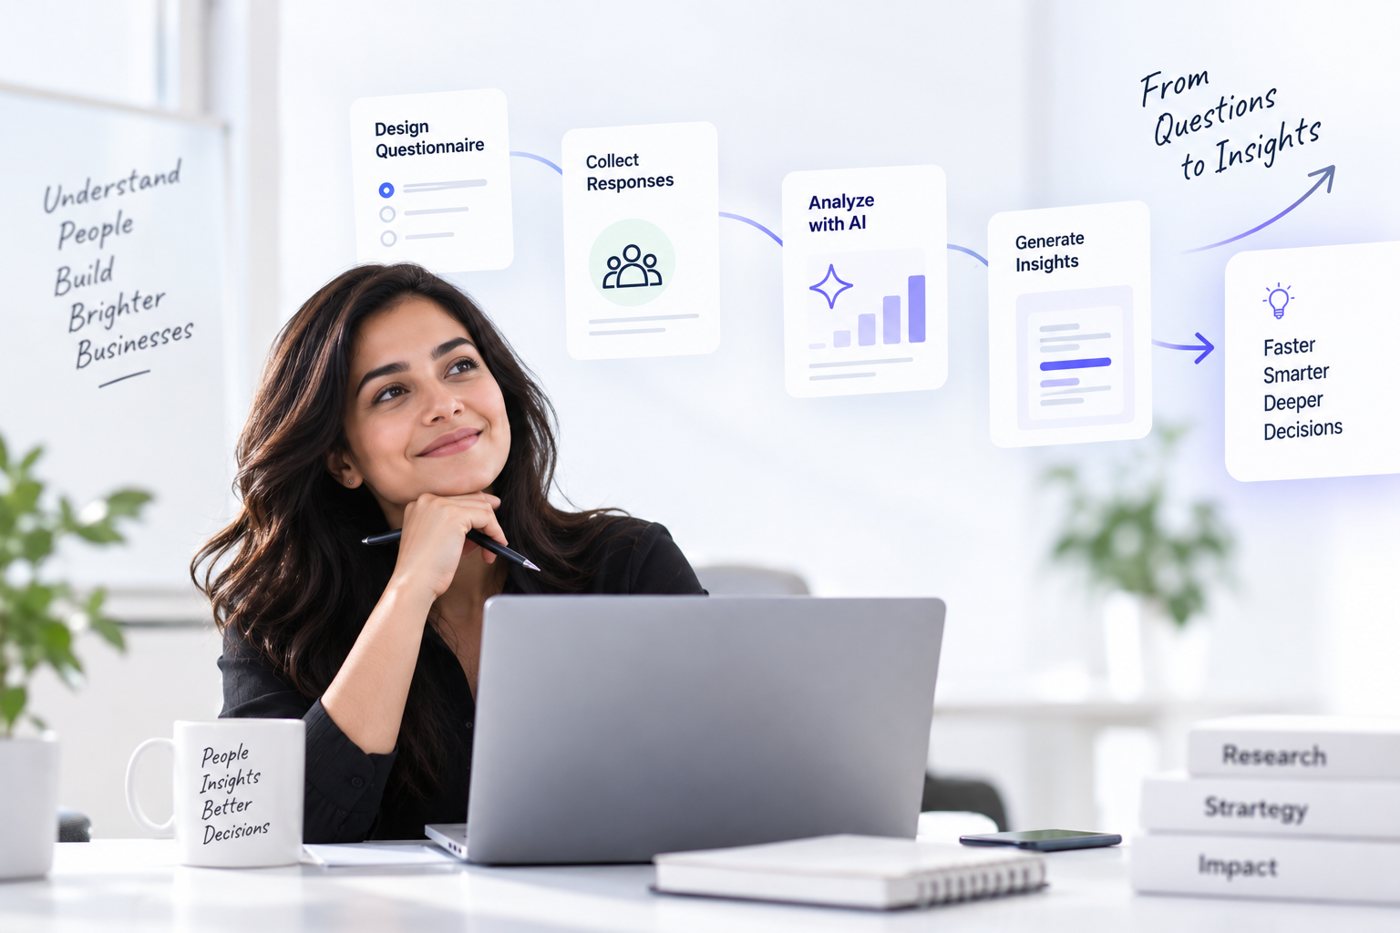 Understand
People
Build
Brighter
Businesses
Design
Questionnaire
Collect
Responses
Analyze
with AI
Generate
Insights
From
Questions
to Insights
Faster
Smarter
Deeper
Decisions
People
Insights
Better
Decisions
Research
Strartegy
Impact